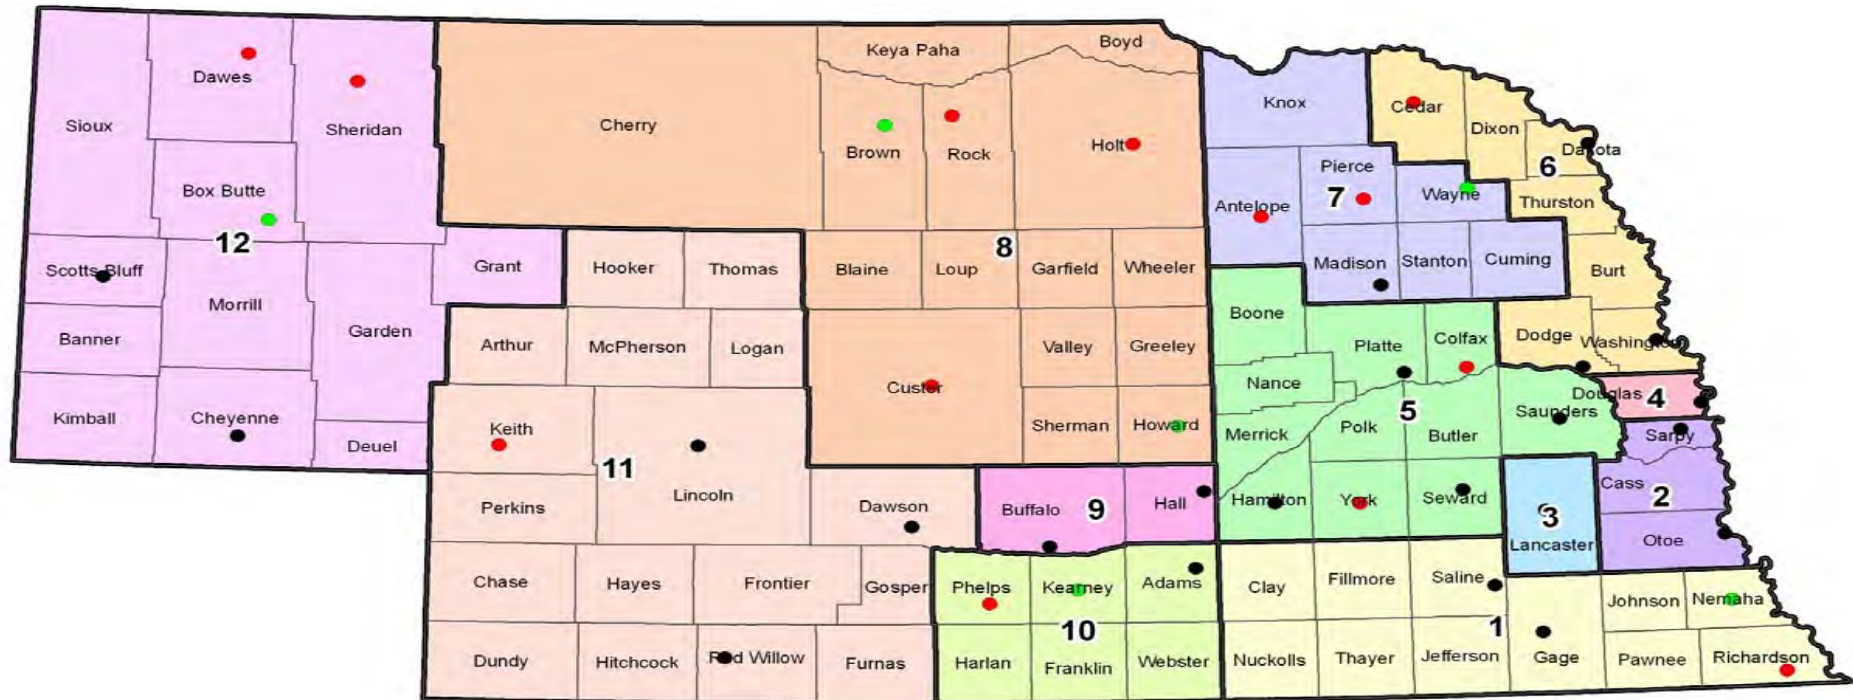 Sioux
Dawes
Sheridan
Box Butte
12
Scotts Bluff
Morrill
Banner
Garden
Kimball
Cheyenne
Deuel
Grant
Cherry
Keya Paha
Boyd
Brown
Rock
Holt
8
Blaine
Loup
Garfield
Wheeler
Custer
Valley
Greeley
Sherman
Howard
Hooker
Thomas
Arthur
McPherson
Logan
Keith
11
Lincoln
Perkins
Dawson
Chase
Hayes
Frontier
Gosper
Dundy
Hitchcock
Red Willow
Furnas
Knox
Antelope
Pierce
7
Wayne
Madison
Stanton
Cuming
Cedar
Dixon
Dakota
6
Thurston
Burt
Dodge
Washington
Boone
Platte
Colfax
Nance
5
Merrick
Polk
Butler
Saunders
Hamilton
York
Seward
Douglas
4
Sarpy
Cass
2
Otoe
3
Lancaster
Buffalo
9
Hall
Phelps
Kearney
Adams
10
Harlan
Franklin
Webster
Clay
Fillmore
Saline
Johnson
Nemaha
1
Nuckolls
Thayer
Jefferson
Gage
Pawnee
Richardson